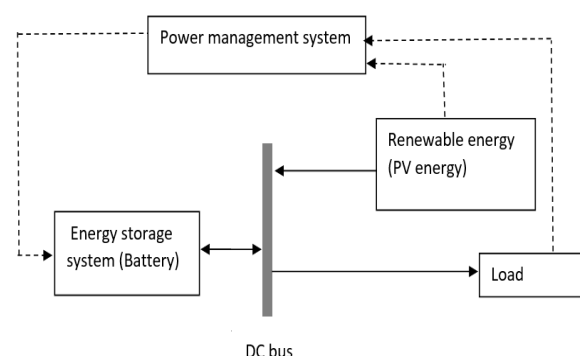 Power management system
Renewable energy
(PV energy)
Energy storage
system (Battery)
Load
DC bus